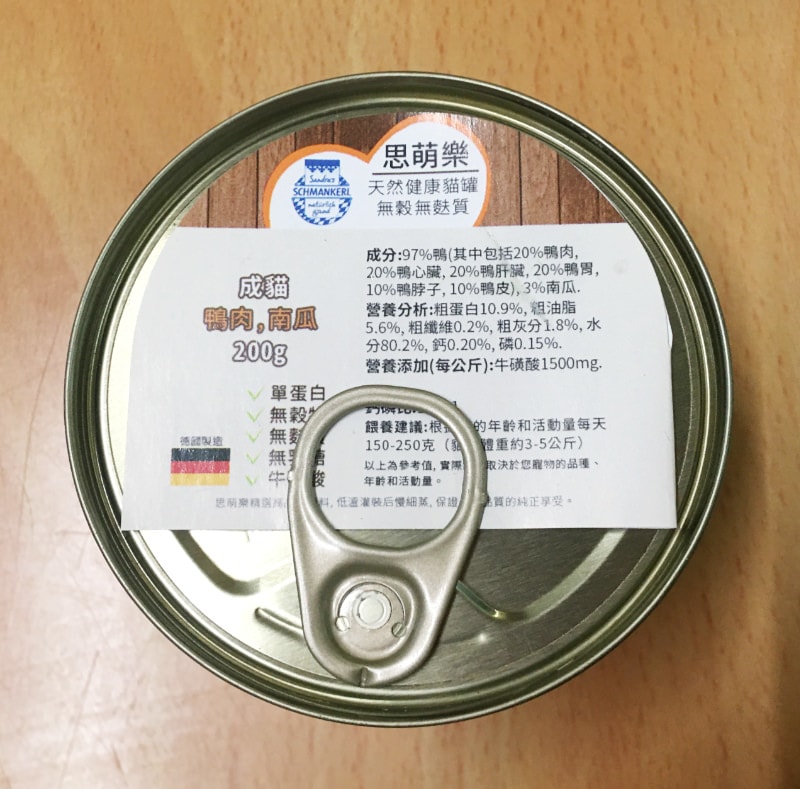 思萌樂
天然健康貓罐
無穀無麩質
Sandras
SCHMANKERL
natürlich
gsund
成貓
鴨肉,南瓜
200g
單蛋白
無穀
無
無
牛
德國製造
成分:97%鴨(其中包括20%鴨肉,
20%鴨心臟, 20%鴨肝臟, 20%鴨胃,
10%鴨脖子, 10%鴨皮), 3%南瓜.
營養分析:粗蛋白10.9%, 粗油脂
5.6%, 粗纖維0.2%, 粗灰分1.8%, 水
分80.2%, 鈣0.20%, 磷0.15%.
營養添加(每公斤):牛磺酸1500mg.
餵養建議:根 的年齡和活動量每天
150-250克（貓 體重約3-5公斤）
以上為參考值, 實際 取決於您寵物的品種、
年齡和活動量。
思萌樂精選 料, 低溫灌裝后慢細蒸, 保證 品質的純正享受。